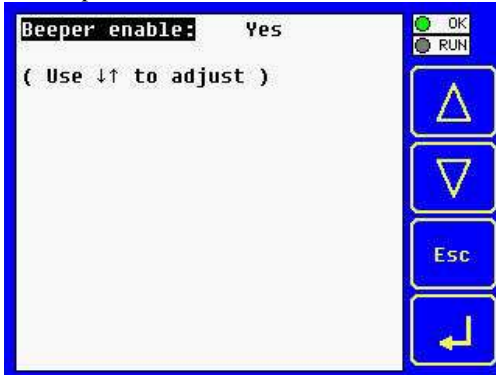 Beeper enable: Yes
( Use ↓↑ to adjust )
OK
RUN
Esc